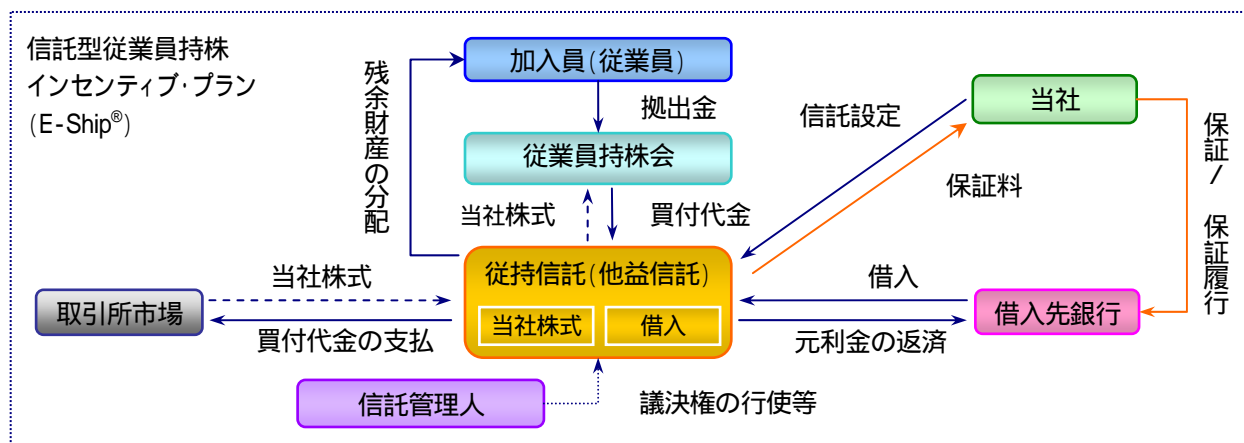 信託型従業員持株
インセンティブ・プラン
(E-Ship®)
残余財産の分配
加入員(従業員)
拠出金
従業員持株会
当社株式
買付代金
信託設定
当社
保証料
保証/ 保証履行
従持信託(他益信託)
当社株式
借入
当社株式
取引所市場
買付代金の支払
借入
借入先銀行
元利金の返済
信託管理人
議決権の行使等